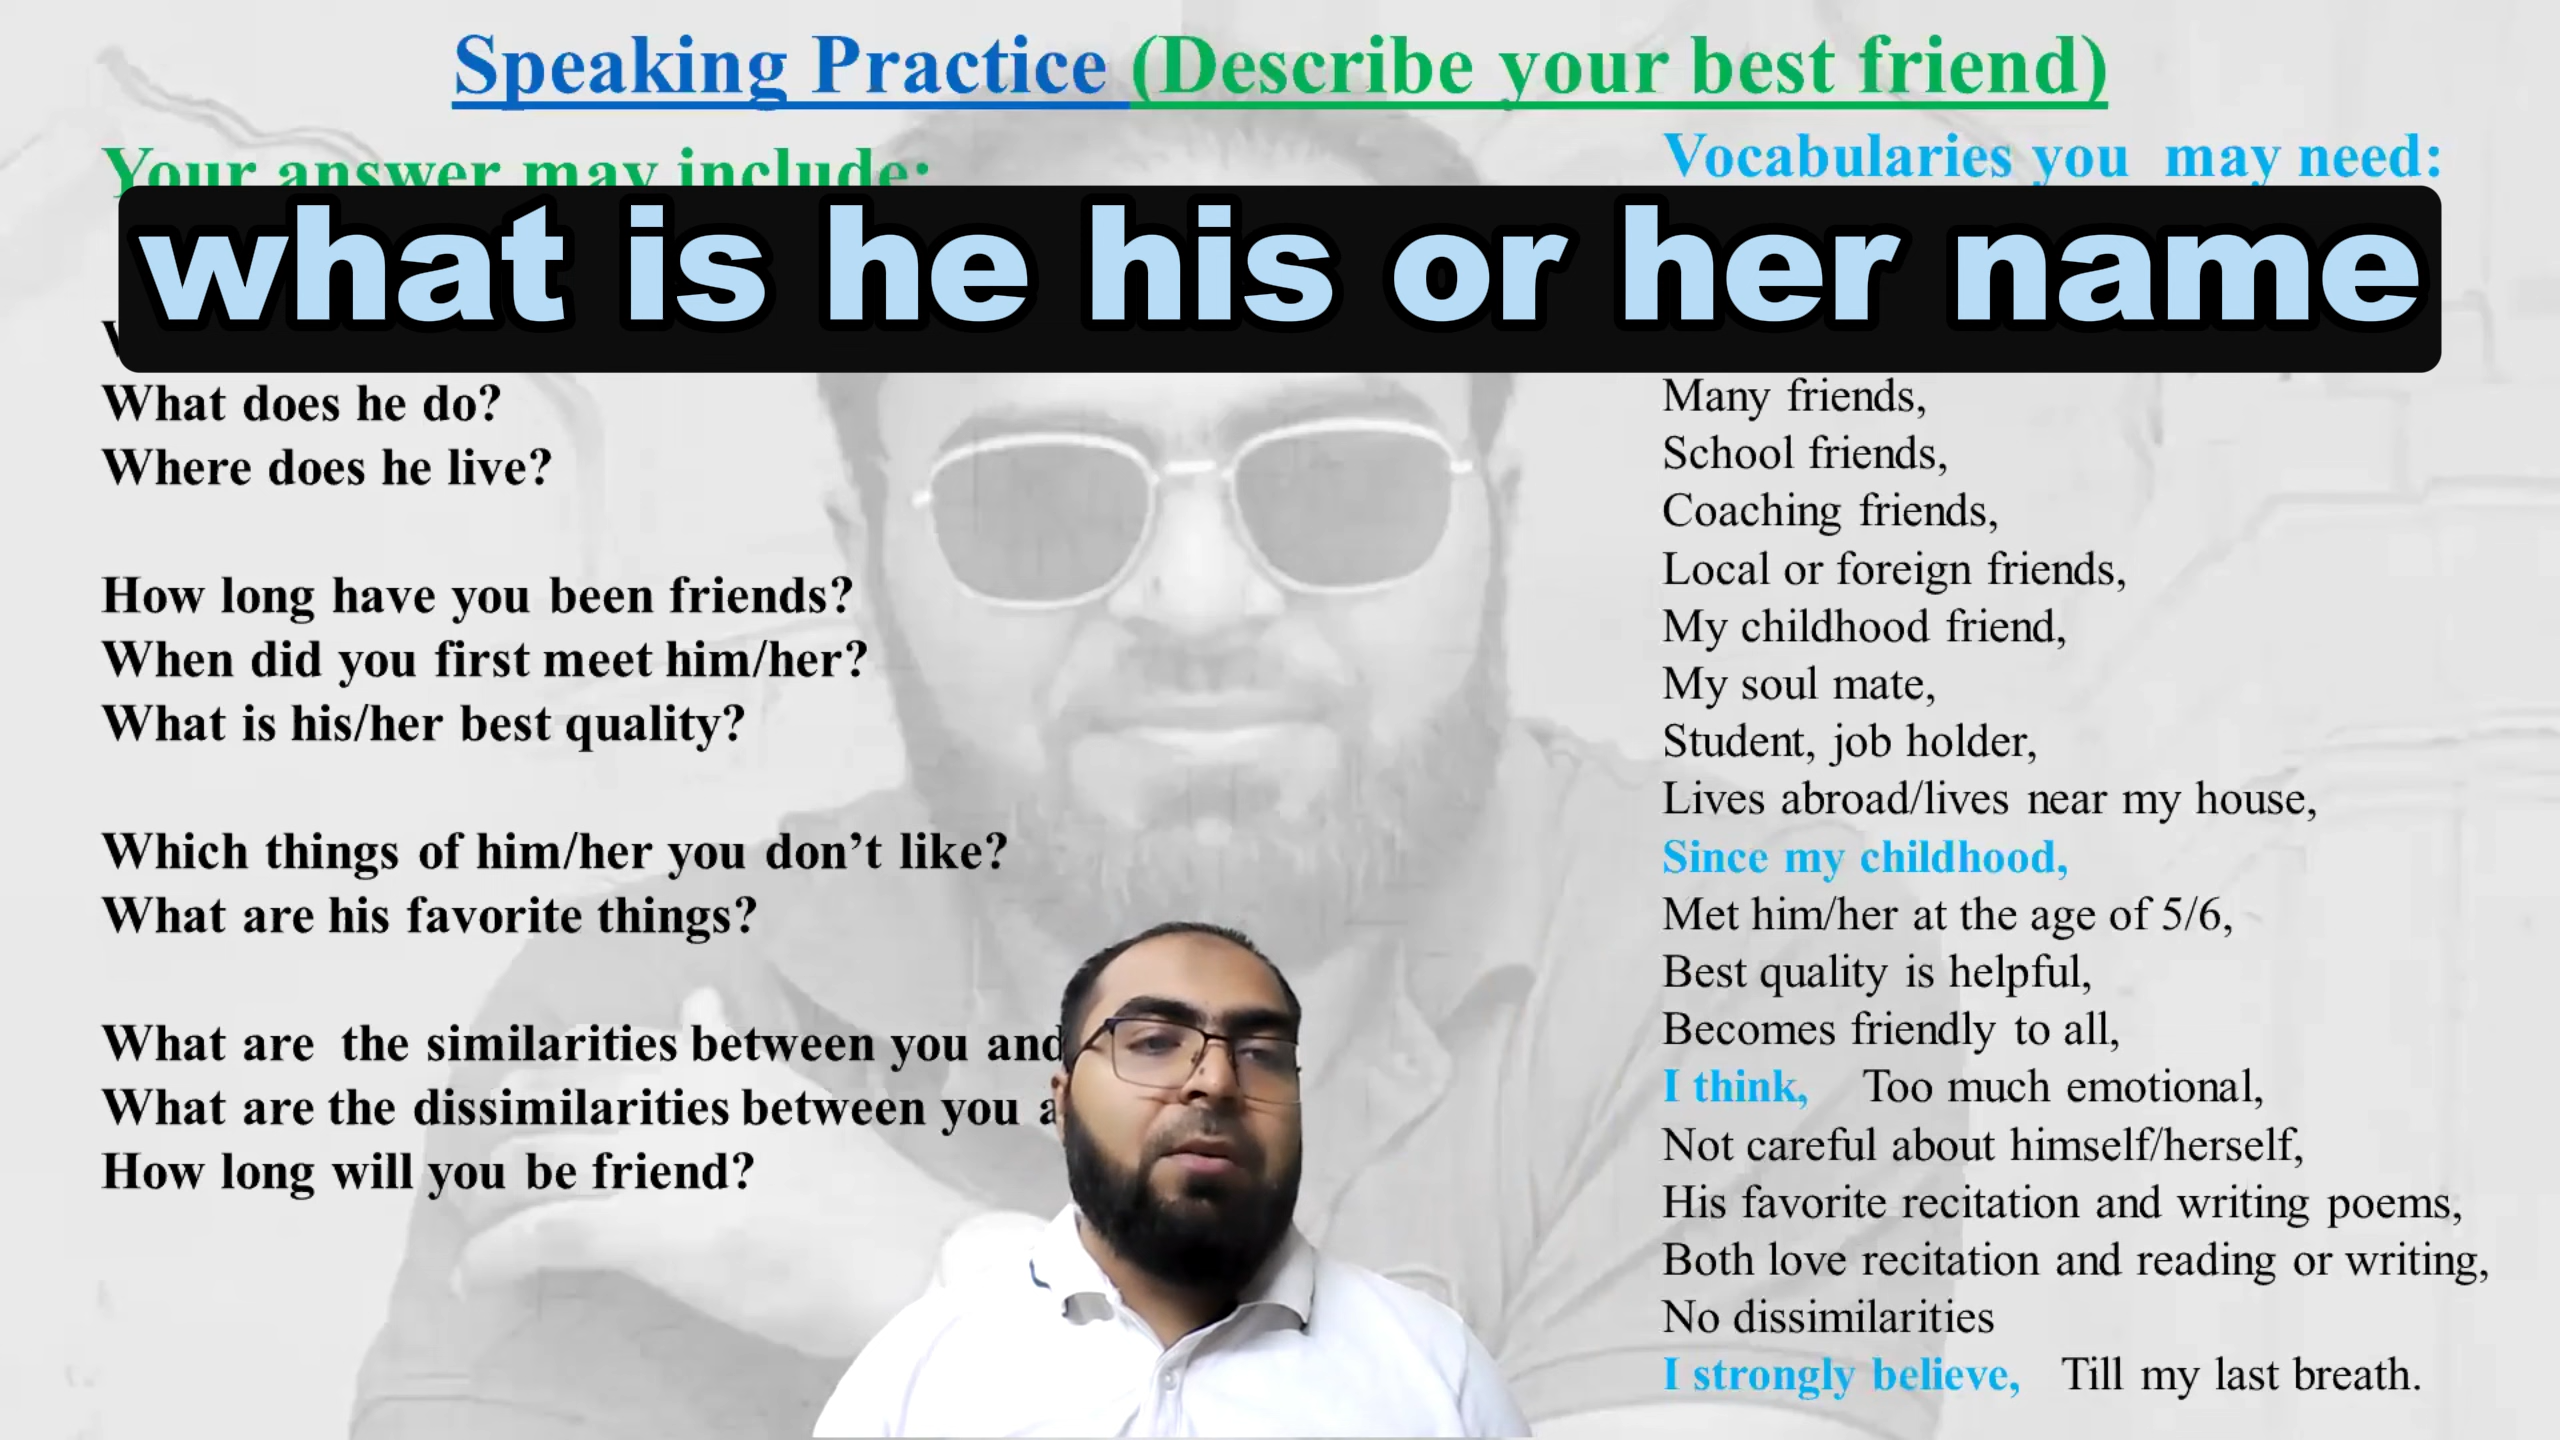 Speaking Practice (Describe your best friend)
Your answer may include:
what is he his or her name
What does he do?
Where does he live?
How long have you been friends?
When did you first meet him/her?
What is his/her best quality?
Which things of him/her you don’t like?
What are his favorite things?
What are the similarities between you and
What are the dissimilarities between you
How long will you be friend?
Vocabularies you may need:
Many friends,
School friends,
Coaching friends,
Local or foreign friends,
My childhood friend,
My soul mate,
Student, job holder,
Lives abroad/lives near my house,
Since my childhood,
Met him/her at the age of 5/6,
Best quality is helpful,
Becomes friendly to all,
I think, Too much emotional,
Not careful about himself/herself,
His favorite recitation and writing poems,
Both love recitation and reading or writing,
No dissimilarities
I strongly believe, Till my last breath.